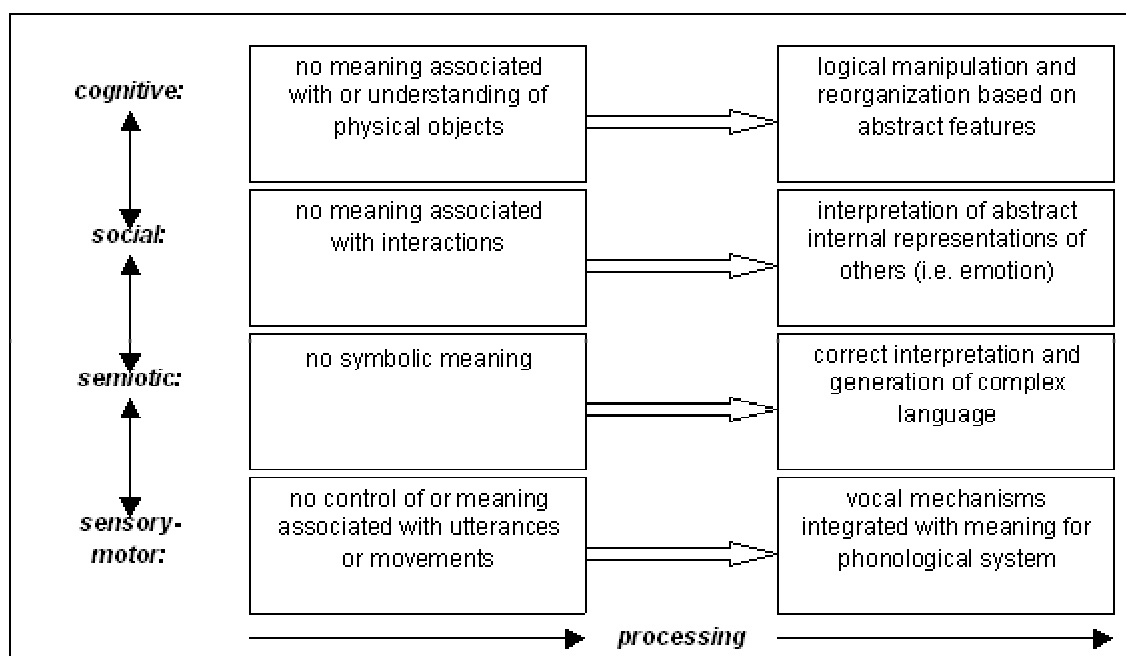 cognitive:
no meaning associated
with or understanding of
physical objects
logical manipulation and
reorganization based on
abstract features
social:
no meaning associated
with interactions
interpretation of abstract
internal representations of
others (i.e. emotion)
semiotic:
no symbolic meaning
correct interpretation and
generation of complex
language
sensory-
motor:
no control of or meaning
associated with utterances
or movements
vocal mechanisms
integrated with meaning for
phonological system
processing